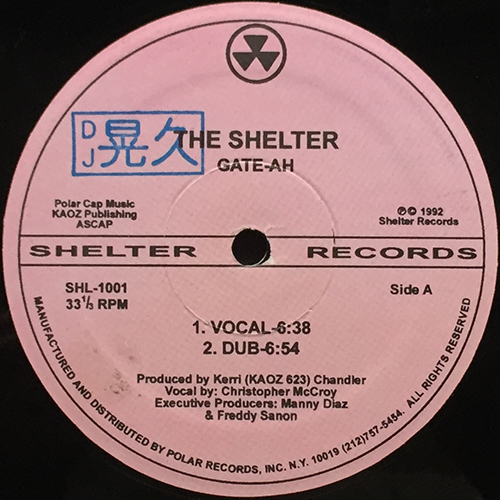 DJ 晃久
THE SHELTER
GATE-AH
Polar Cap Music
KAOZ Publishing
ASCAP
℗© 1992
Shelter Records
SHELTER RECORDS
SHL-1001
33⅓ RPM
Side A
1. VOCAL-6:38
2. DUB-6:54
Produced by Kerri (KAOZ 623) Chandler
Vocal by: Christopher McCroy
Executive Producers: Manny Diaz
& Freddy Sanon
MANUFACTURED AND DISTRIBUTED BY POLAR RECORDS, INC. N.Y. 10019 (212)757-5454. ALL RIGHTS RESERVED